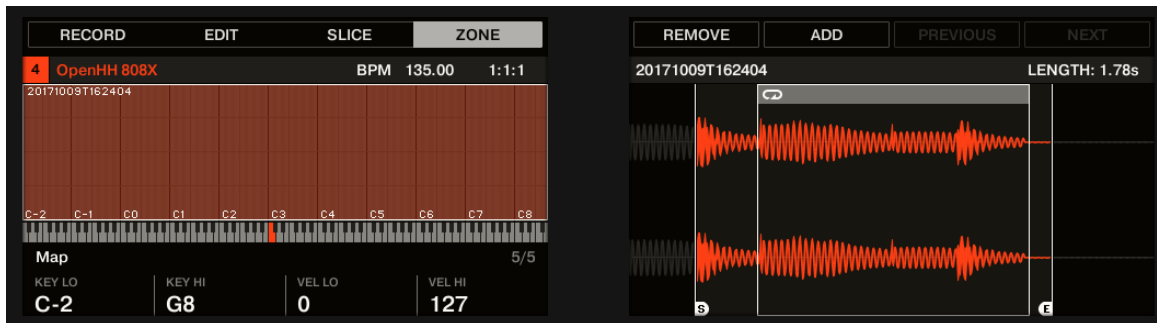 RECORD EDIT SLICE ZONE
4 OpenHH 808X BPM 135.00 1:1:1
20171009T162404
C-2 C-1 C0 C1 C2 C3 C4 C5 C6 C7 C8
Map 5/5
KEY LO KEY HI VEL LO VEL HI
C-2 G8 0 127
REMOVE ADD PREVIOUS NEXT
20171009T162404 LENGTH: 1.78s
S E